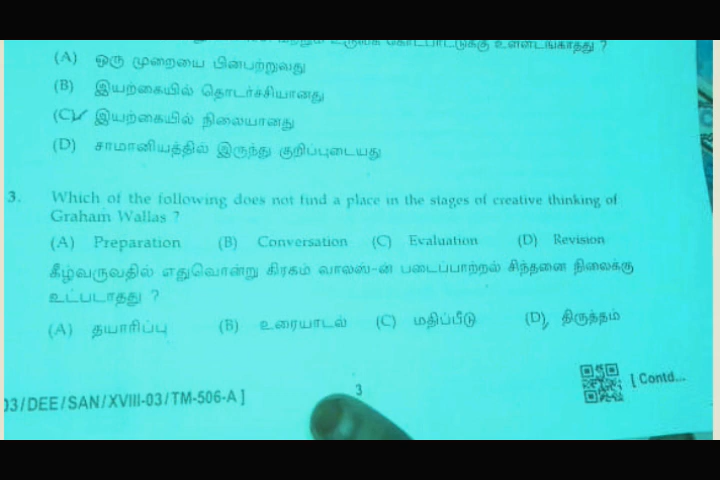 உள்ளடங்காதது ?
(A) ஒரு முறையை பின்பற்றுவது
(B) இயற்கையில் தொடர்ச்சியானது
(C) இயற்கையில் நிலையானது
(D) சாமானியத்தில் இருந்து குறிப்புடையது
3. Which of the following does not find a place in the stages of creative thinking of
Graham Wallas ?
(A) Preparation (B) Conversation (C) Evaluation (D) Revision
கீழ்வருவதில் எதுவொன்று கிரகம் வாலஸ்-ன் படைப்பாற்றல் சிந்தனை நிலைக்கு
உட்படாதது ?
(A) தயாரிப்பு (B) உரையாடல் (C) மதிப்பீடு (D) திருத்தம்
03/DEE/SAN/XVIII-03/TM-506-A ] 3 [ Contd...